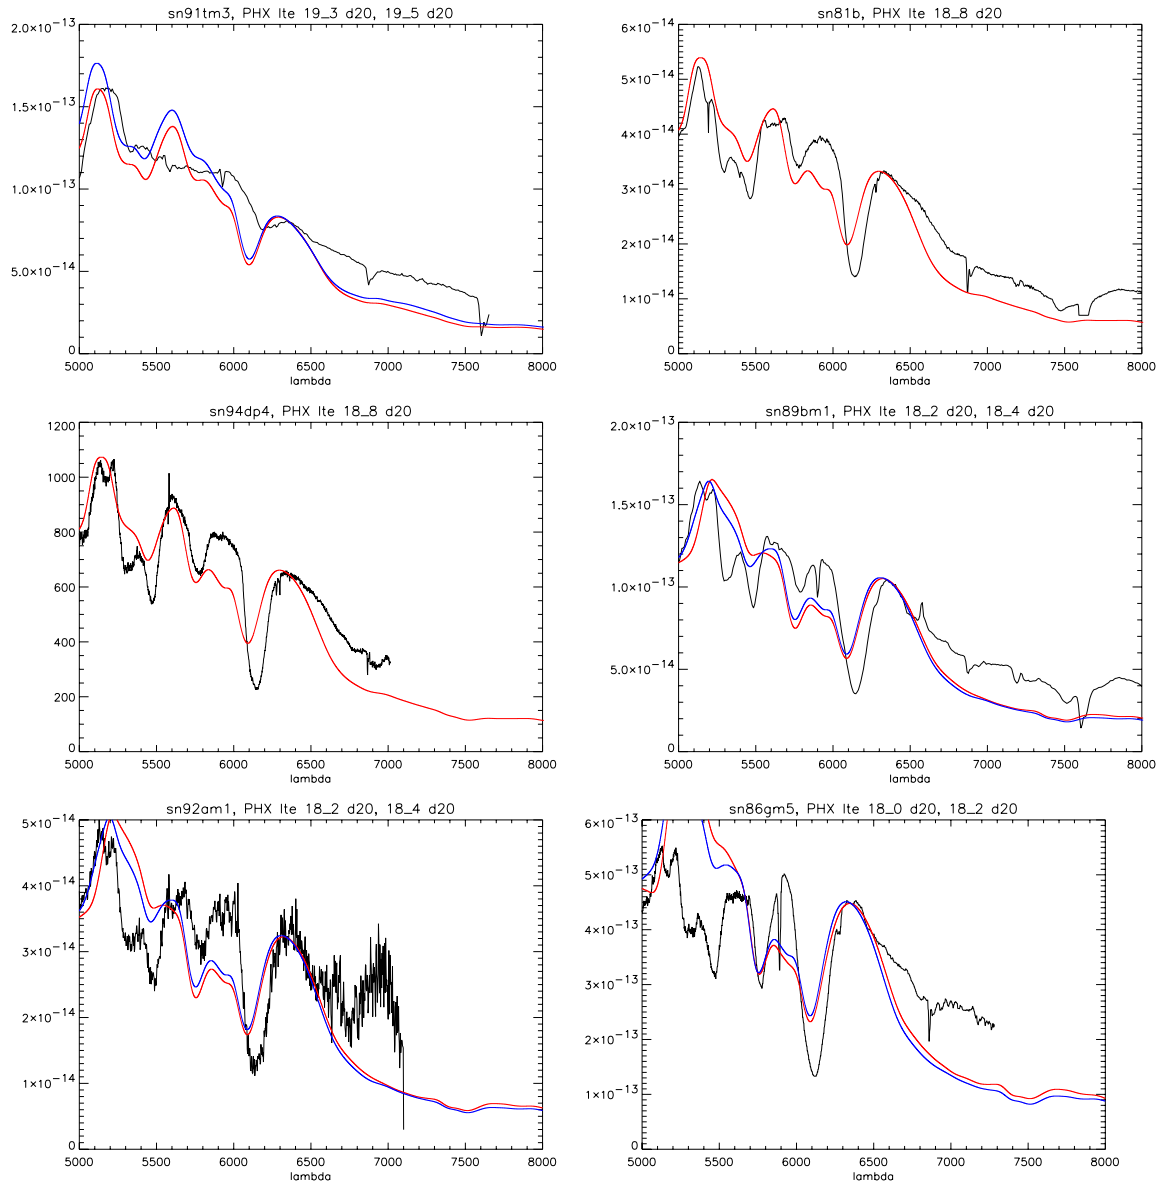 sn91tm3, PHX lte 19_3 d20, 19_5 d20
2.0×10−13
1.5×10−13
1.0×10−13
5.0×10−14
0
5000 5500 6000 6500 7000 7500 8000
lambda
sn81b, PHX lte 18_8 d20
6×10−14
5×10−14
4×10−14
3×10−14
2×10−14
1×10−14
0
5000 5500 6000 6500 7000 7500 8000
lambda
sn94dp4, PHX lte 18_8 d20
1200
1000
800
600
400
200
0
5000 5500 6000 6500 7000 7500 8000
lambda
sn89bm1, PHX lte 18_2 d20, 18_4 d20
2.0×10−13
1.5×10−13
1.0×10−13
5.0×10−14
0
5000 5500 6000 6500 7000 7500 8000
lambda
sn92am1, PHX lte 18_2 d20, 18_4 d20
5×10−14
4×10−14
3×10−14
2×10−14
1×10−14
0
5000 5500 6000 6500 7000 7500 8000
sn86gm5, PHX lte 18_0 d20, 18_2 d20
6×10−13
5×10−13
4×10−13
3×10−13
2×10−13
1×10−13
0
5000 5500 6000 6500 7000 7500 8000